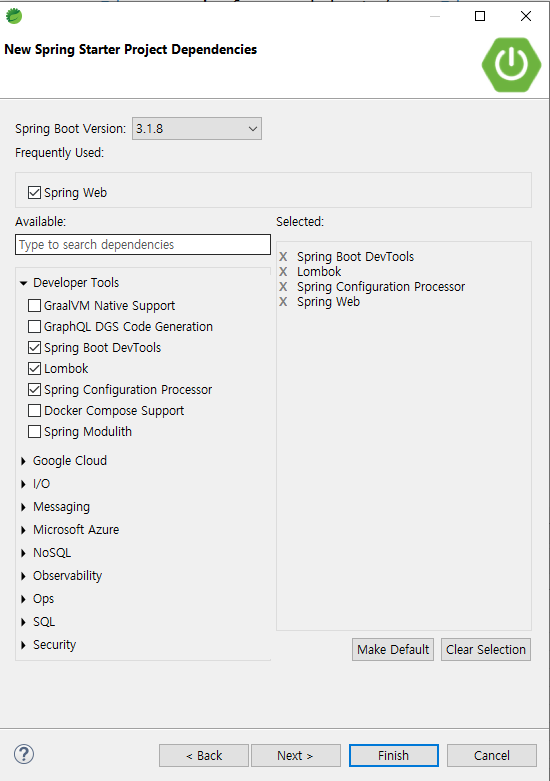 New Spring Starter Project Dependencies
Spring Boot Version: 3.1.8
Frequently Used:
Spring Web
Available:
Type to search dependencies
Developer Tools
GraalVM Native Support
GraphQL DGS Code Generation
Spring Boot DevTools
Lombok
Spring Configuration Processor
Docker Compose Support
Spring Modulith
Google Cloud
I/O
Messaging
Microsoft Azure
NoSQL
Observability
Ops
SQL
Security
Selected:
X Spring Boot DevTools
X Lombok
X Spring Configuration Processor
X Spring Web
Make Default
Clear Selection
?
< Back
Next >
Finish
Cancel